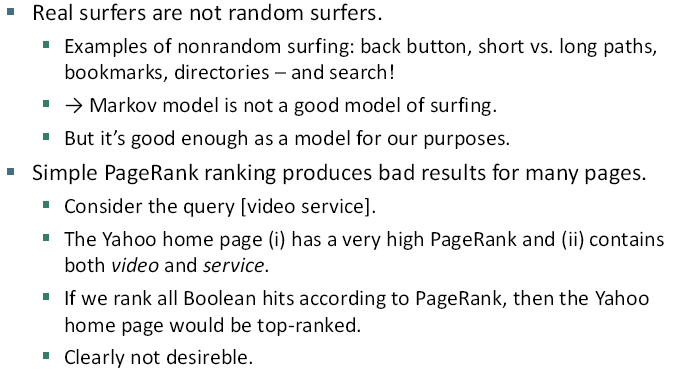 Real surfers are not random surfers.
Examples of nonrandom surfing: back button, short vs. long paths,
bookmarks, directories – and search!
→ Markov model is not a good model of surfing.
But it’s good enough as a model for our purposes.
Simple PageRank ranking produces bad results for many pages.
Consider the query [video service].
The Yahoo home page (i) has a very high PageRank and (ii) contains
both video and service.
If we rank all Boolean hits according to PageRank, then the Yahoo
home page would be top-ranked.
Clearly not desireble.